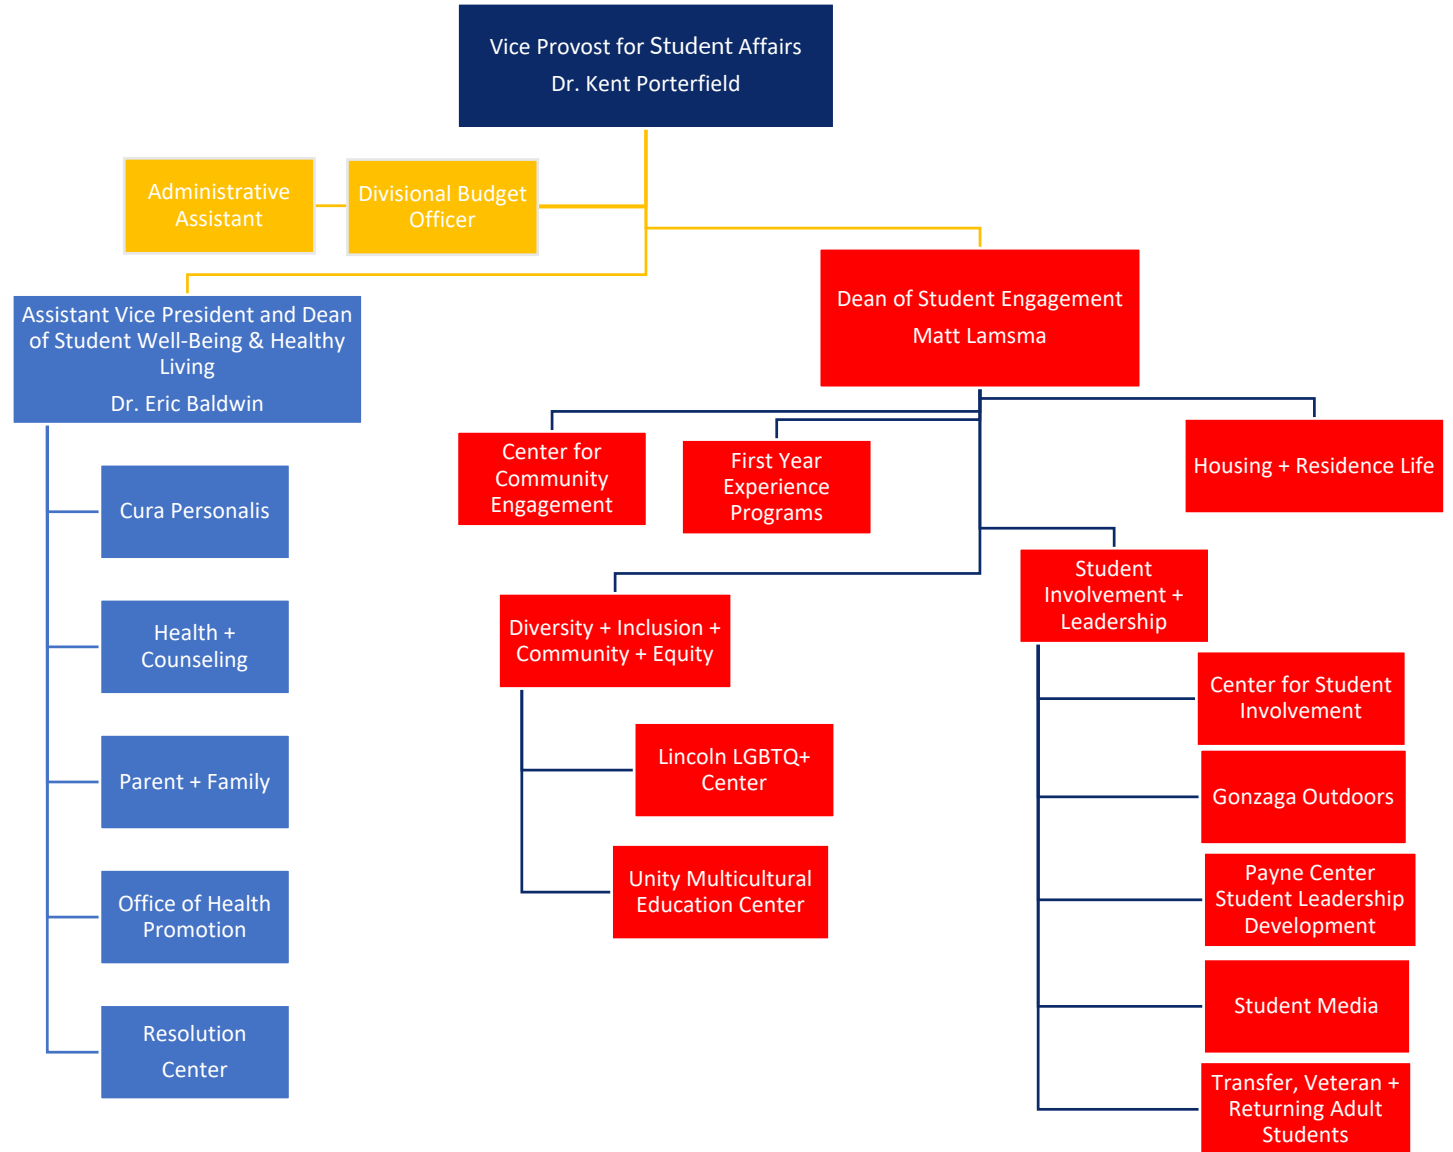 Vice Provost for Student Affairs
Dr. Kent Porterfield
Administrative
Assistant
Divisional Budget
Officer
Assistant Vice President and Dean
of Student Well-Being & Healthy
Living
Dr. Eric Baldwin
Dean of Student Engagement
Matt Lamsma
Cura Personalis
Health +
Counseling
Parent + Family
Office of Health
Promotion
Resolution
Center
Center for
Community
Engagement
First Year
Experience
Programs
Housing + Residence Life
Diversity + Inclusion +
Community + Equity
Lincoln LGBTQ+
Center
Unity Multicultural
Education Center
Student
Involvement +
Leadership
Center for Student
Involvement
Gonzaga Outdoors
Payne Center
Student Leadership
Development
Student Media
Transfer, Veteran +
Returning Adult
Students